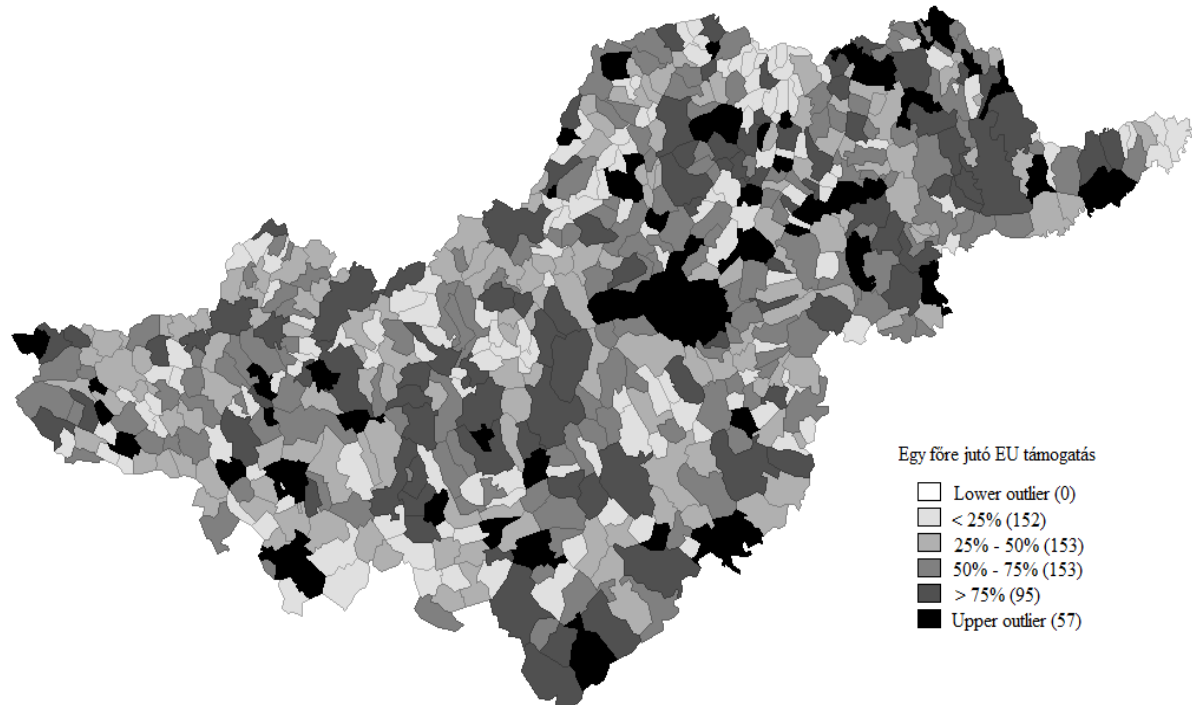 Egy főre jutó EU támogatás
Lower outlier (0)
< 25% (152)
25% - 50% (153)
50% - 75% (153)
> 75% (95)
Upper outlier (57)